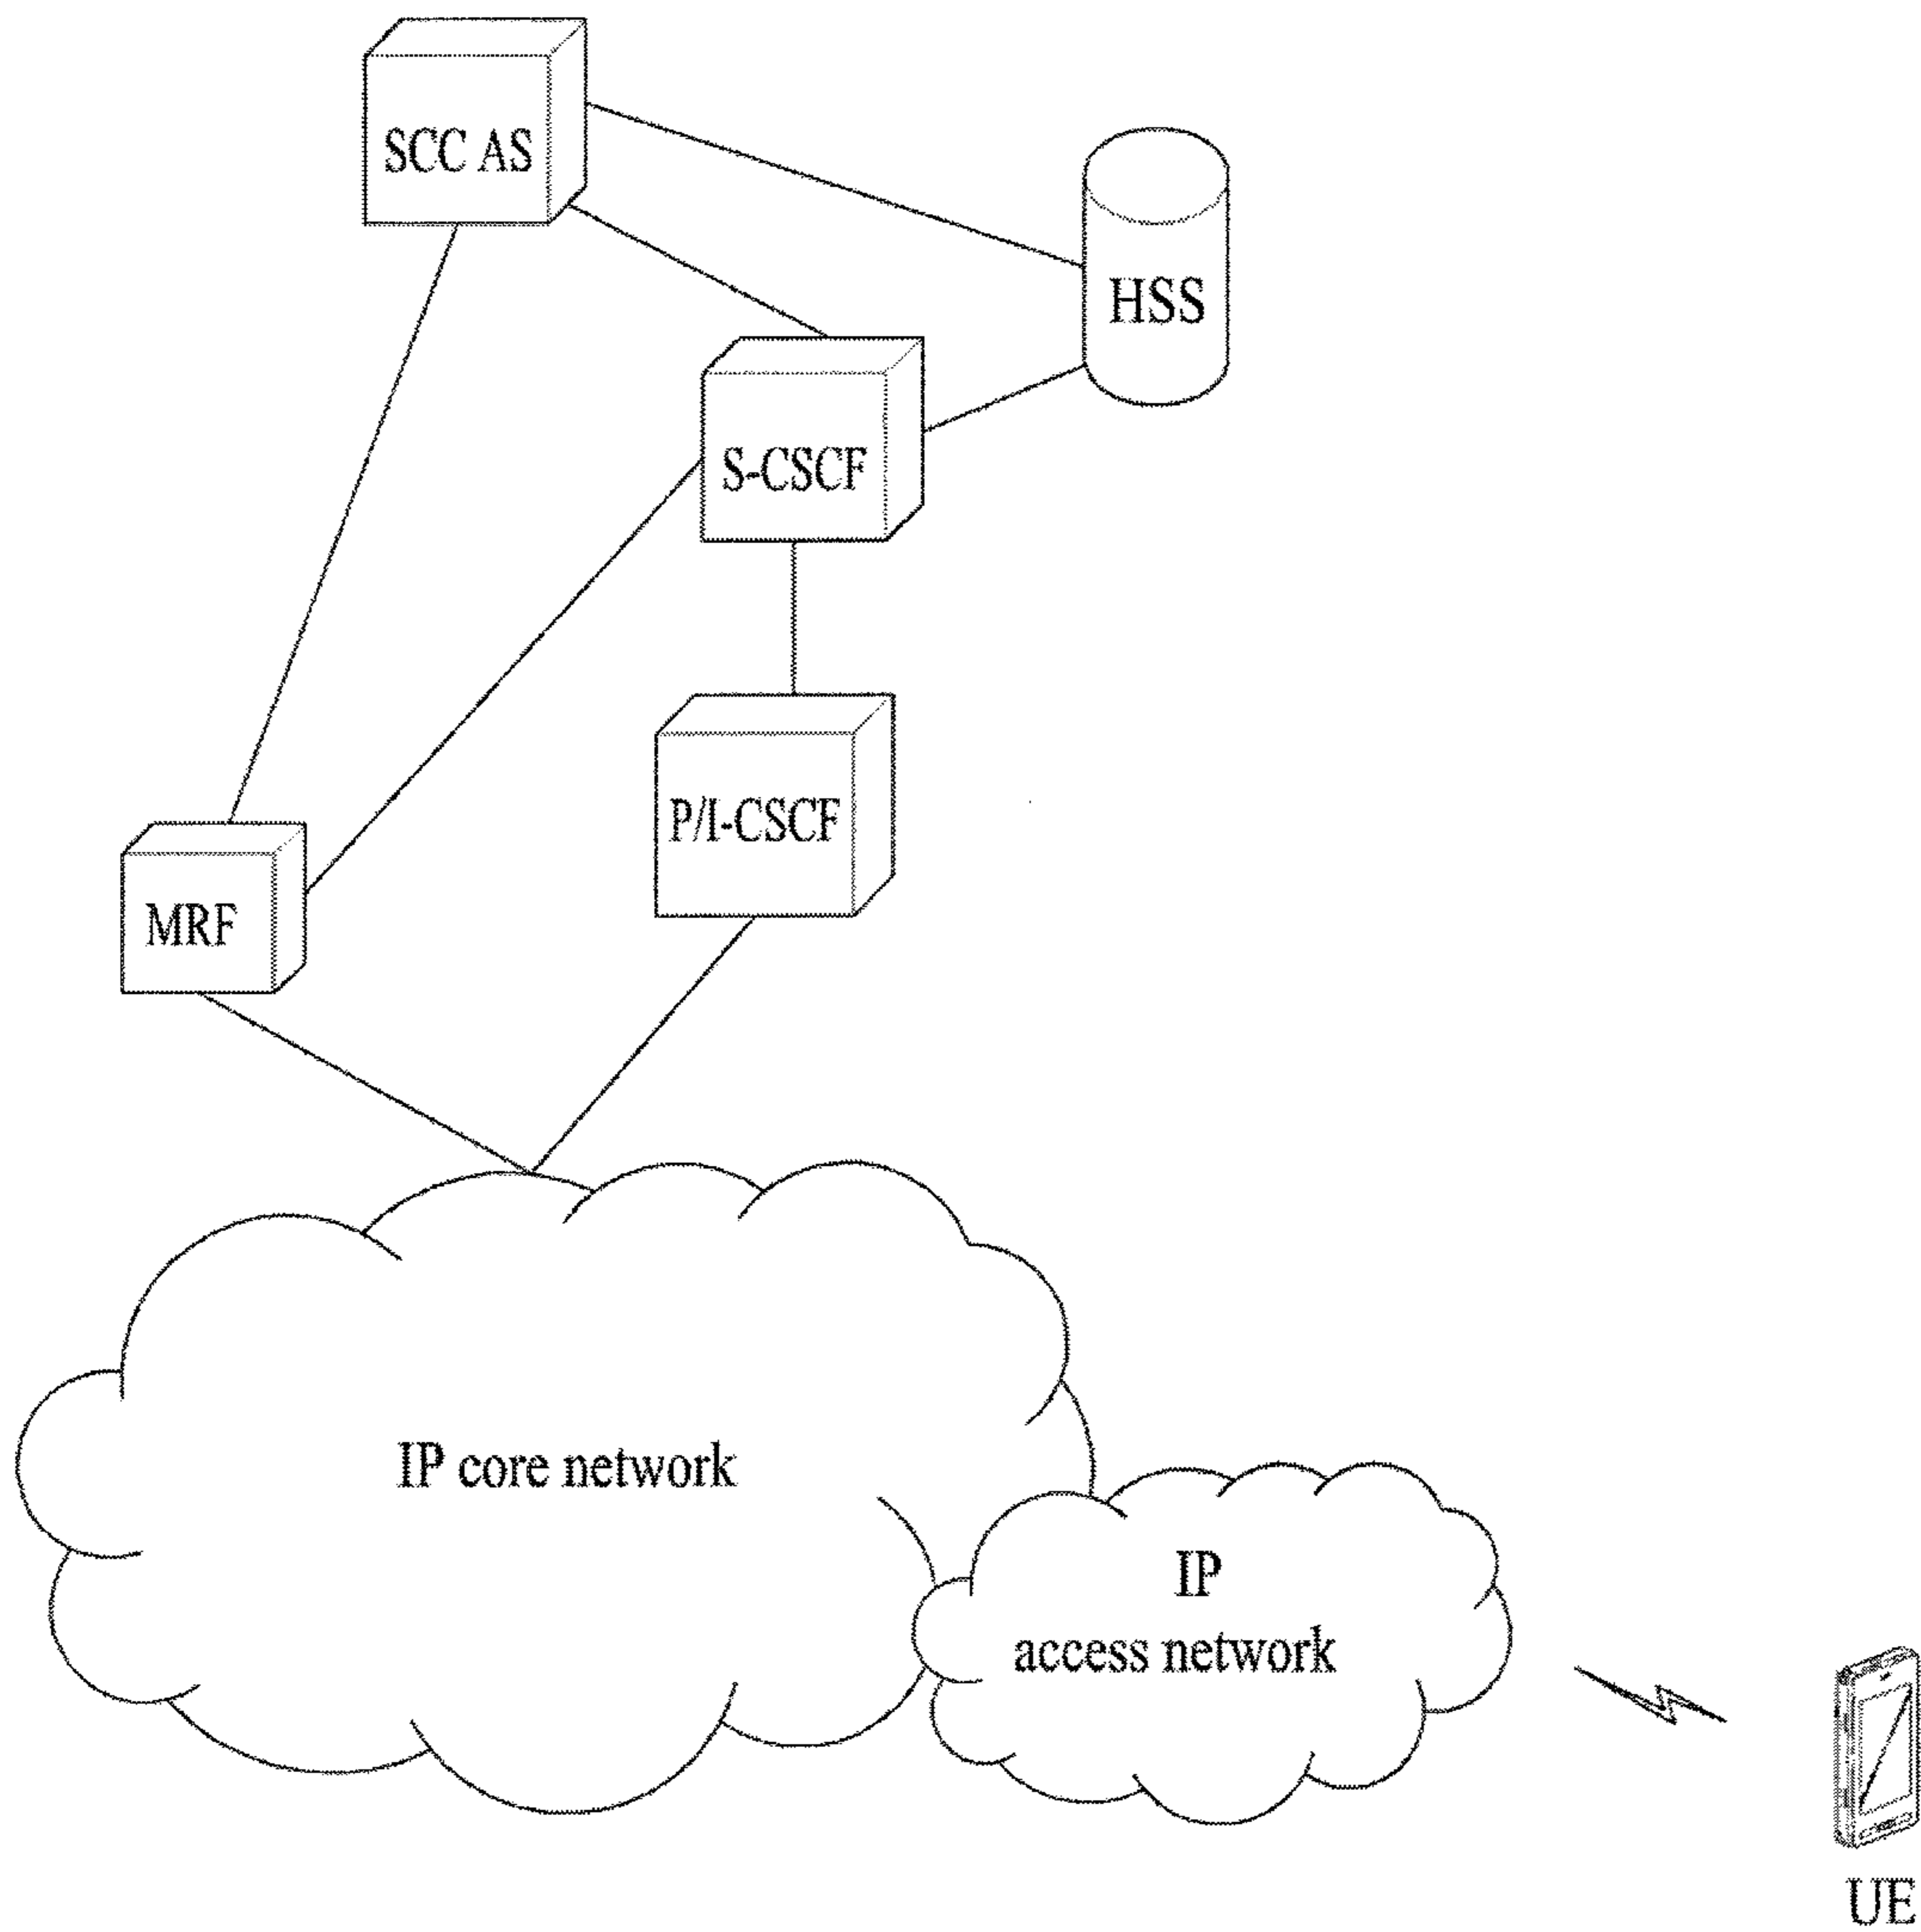 SCC AS
HSS
S-CSCF
P/I-CSCF
MRF
IP core network
IP
access network
UE